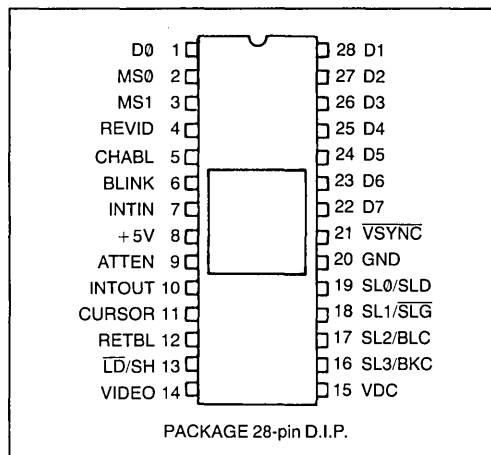 D0 1 28 D1
MS0 2 27 D2
MS1 3 26 D3
REVID 4 25 D4
CHABL 5 24 D5
BLINK 6 23 D6
INTIN 7 22 D7
+5V 8 21 V̅S̅Y̅N̅C̅
ATTEN 9 20 GND
INTOUT 10 19 SL0/SLD
CURSOR 11 18 SL1/S̅L̅G̅
RETBL 12 17 SL2/BLC
L̅D̅/SH 13 16 SL3/BKC
VIDEO 14 15 VDC
PACKAGE 28-pin D.I.P.